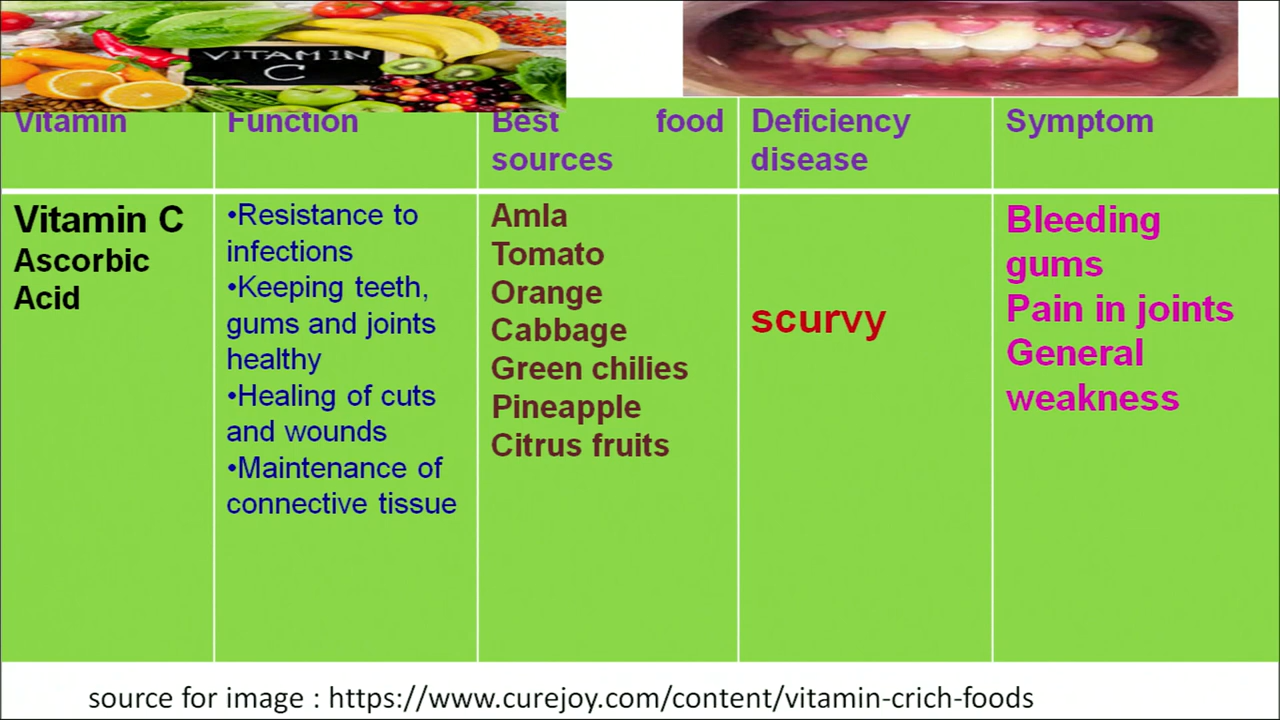 VITAMIN
C
Vitamin
Function
Best food
sources
Deficiency
disease
Symptom
Vitamin C
Ascorbic
Acid
•Resistance to
infections
•Keeping teeth,
gums and joints
healthy
•Healing of cuts
and wounds
•Maintenance of
connective tissue
Amla
Tomato
Orange
Cabbage
Green chilies
Pineapple
Citrus fruits
scurvy
Bleeding
gums
Pain in joints
General
weakness
source for image : https://www.curejoy.com/content/vitamin-crich-foods